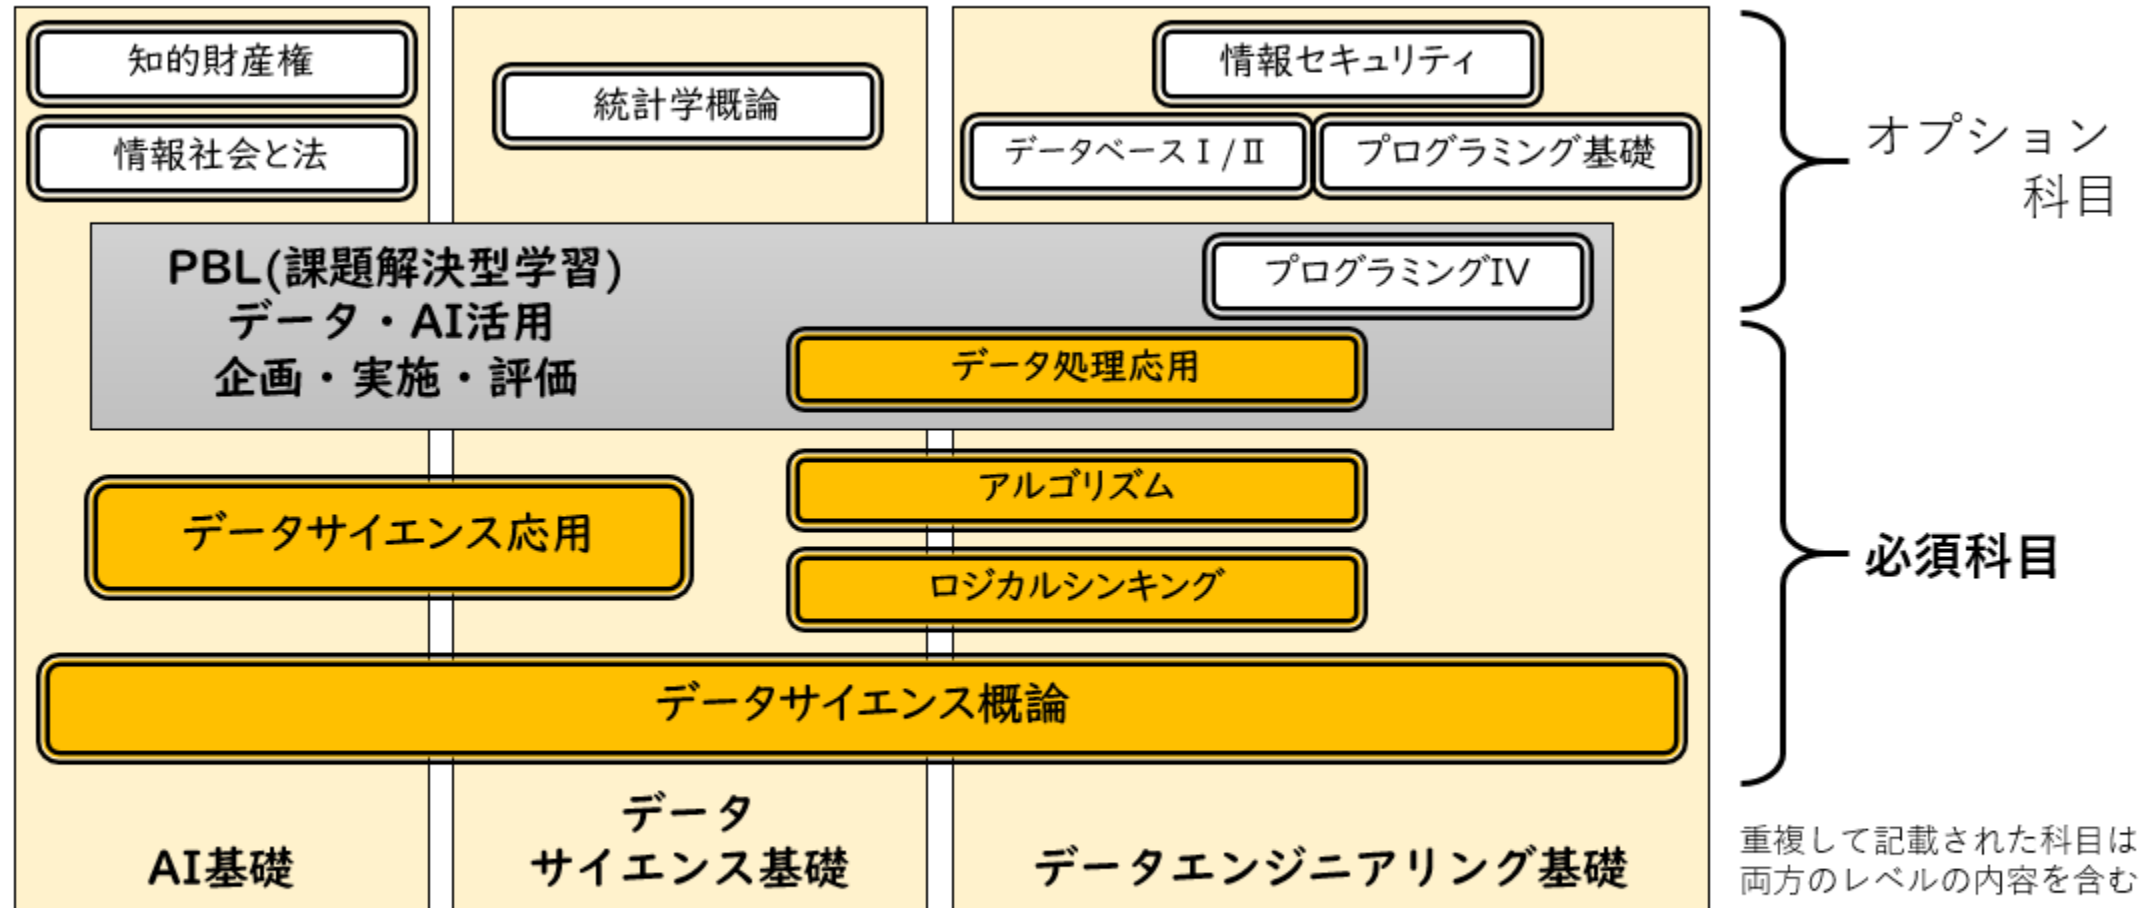 知的財産権
情報社会と法
統計学概論
情報セキュリティ
データベースⅠ/Ⅱ
プログラミング基礎
オプション
科目
PBL(課題解決型学習)
データ・AI活用
企画・実施・評価
プログラミングⅣ
データ処理応用
アルゴリズム
データサイエンス応用
ロジカルシンキング
必須科目
データサイエンス概論
AI基礎
データ
サイエンス基礎
データエンジニアリング基礎
重複して記載された科目は
両方のレベルの内容を含む